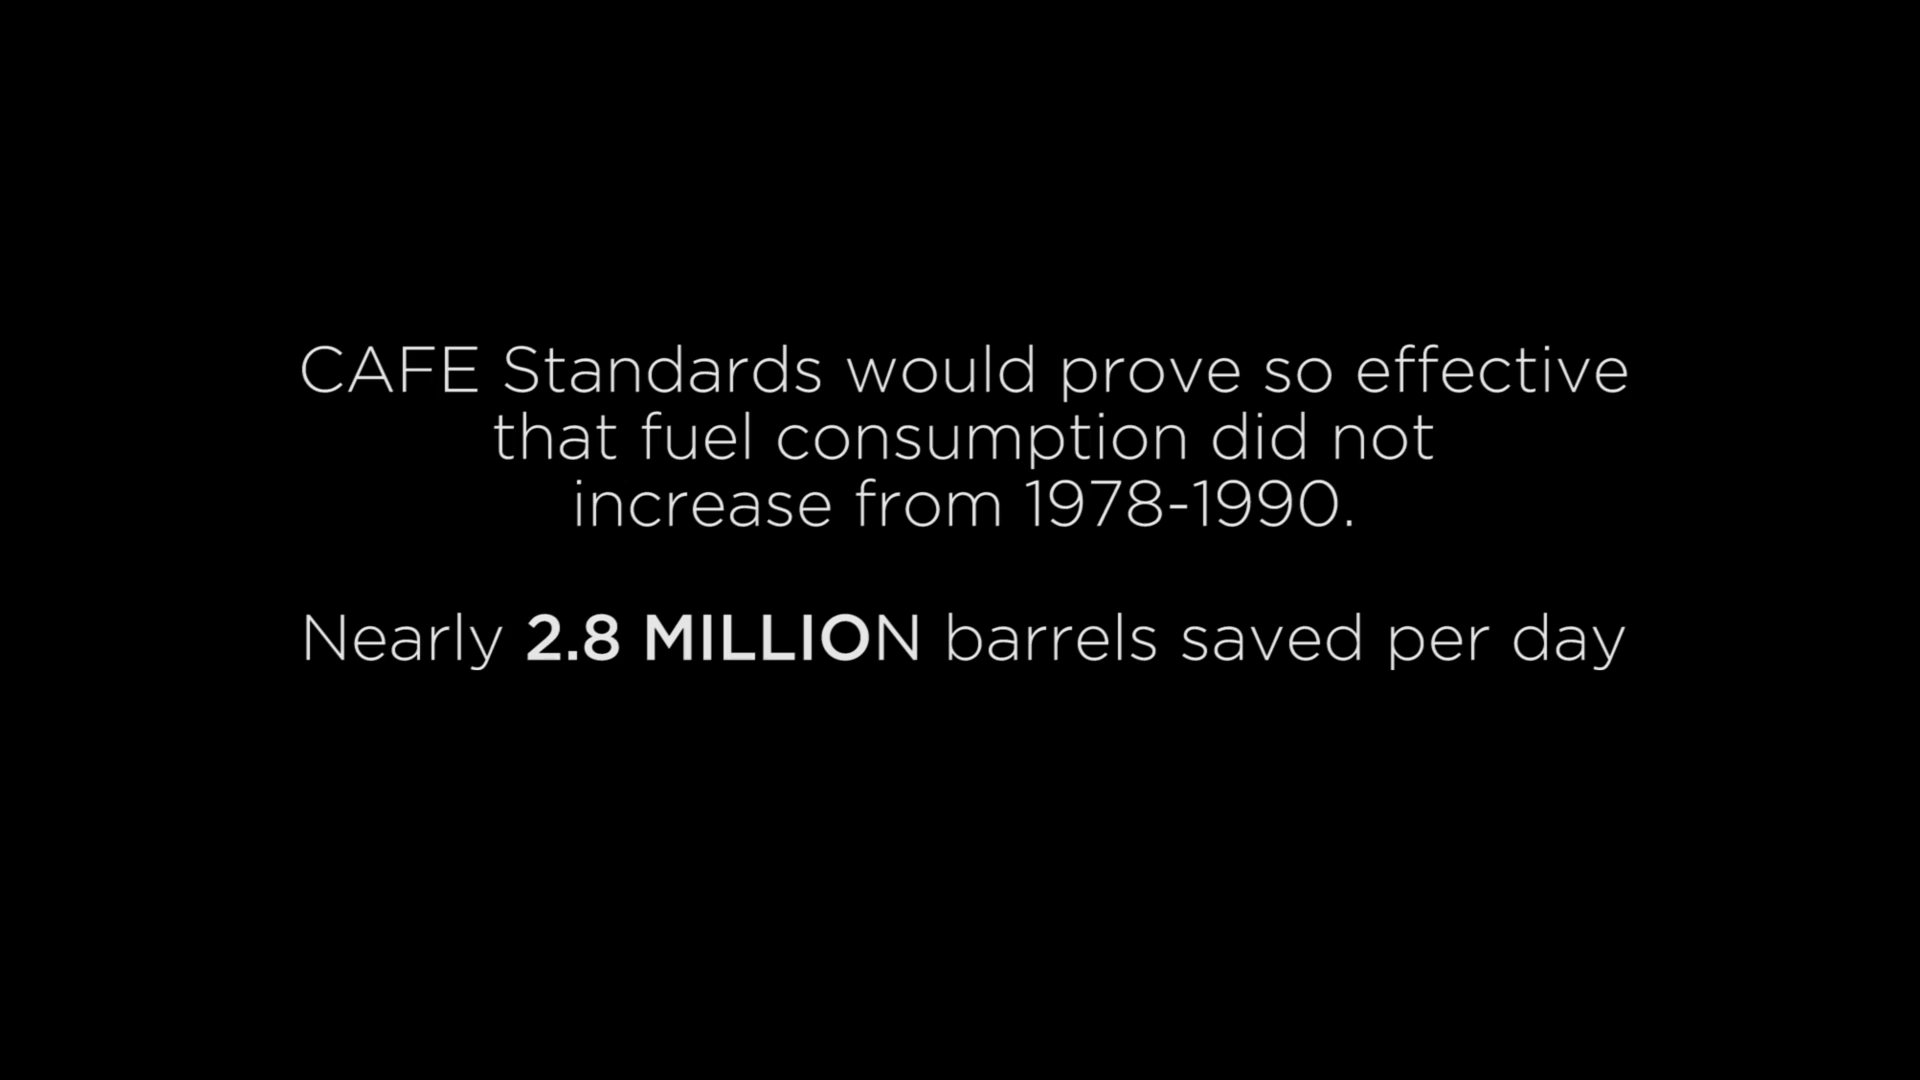 CAFE Standards would prove so effective
that fuel consumption did not
increase from 1978-1990.
Nearly 2.8 MILLION barrels saved per day